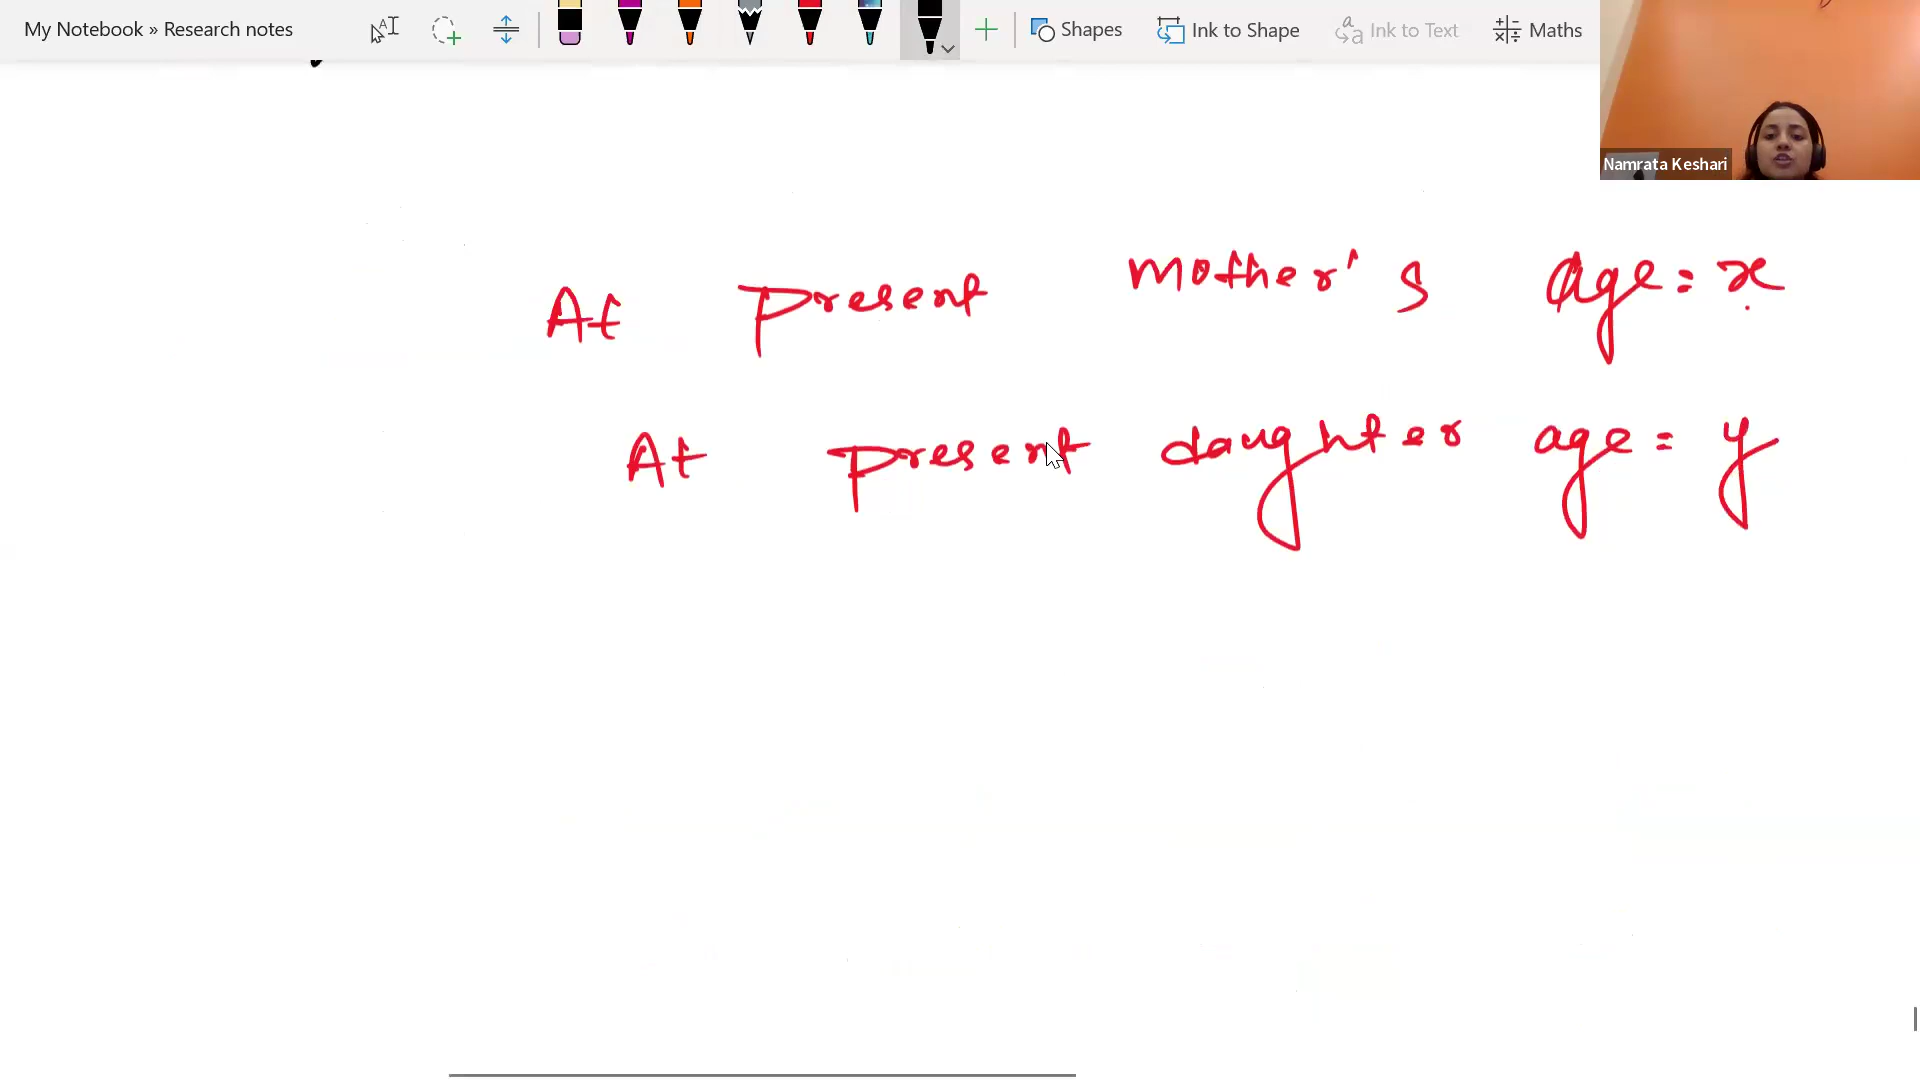 My Notebook » Research notes
Shapes
Ink to Shape
Ink to Text
Maths
Namrata Keshari
At present mother's age = x
At present daughter age = y